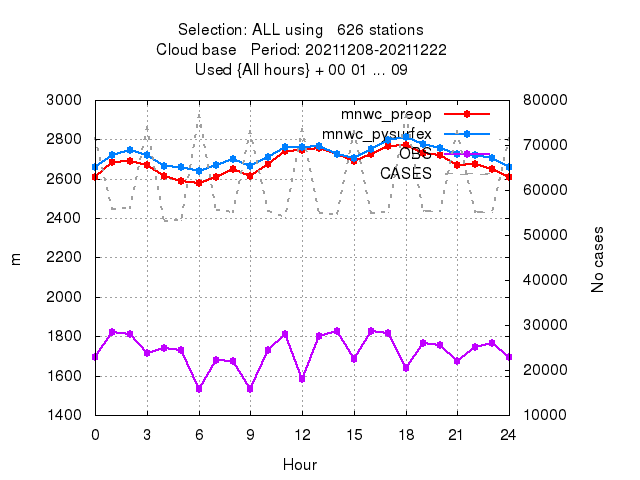 Selection: ALL using 626 stations
Cloud base Period: 20211208-20211222
Used {All hours} + 00 01 ... 09
3000 80000
mnwc_preop
2800 mnwc_pysurfex 70000
OBS
2600 CASES 60000
2400
50000
2200
m No cases
40000
2000
1800 30000
1600 20000
1400 10000
0 3 6 9 12 15 18 21 24
Hour